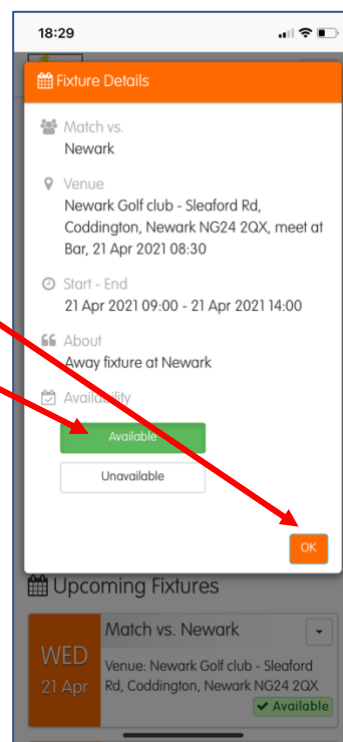 18:29
Fixture Details
Match vs.
Newark
Venue
Newark Golf club - Sleaford Rd,
Coddington, Newark NG24 2QX, meet at
Bar, 21 Apr 2021 08:30
Start - End
21 Apr 2021 09:00 - 21 Apr 2021 14:00
About
Away fixture at Newark
Availability
Available
Unavailable
OK
Upcoming Fixtures
Match vs. Newark
WED
21 Apr
Venue: Newark Golf club - Sleaford
Rd, Coddington, Newark NG24 2QX
Available